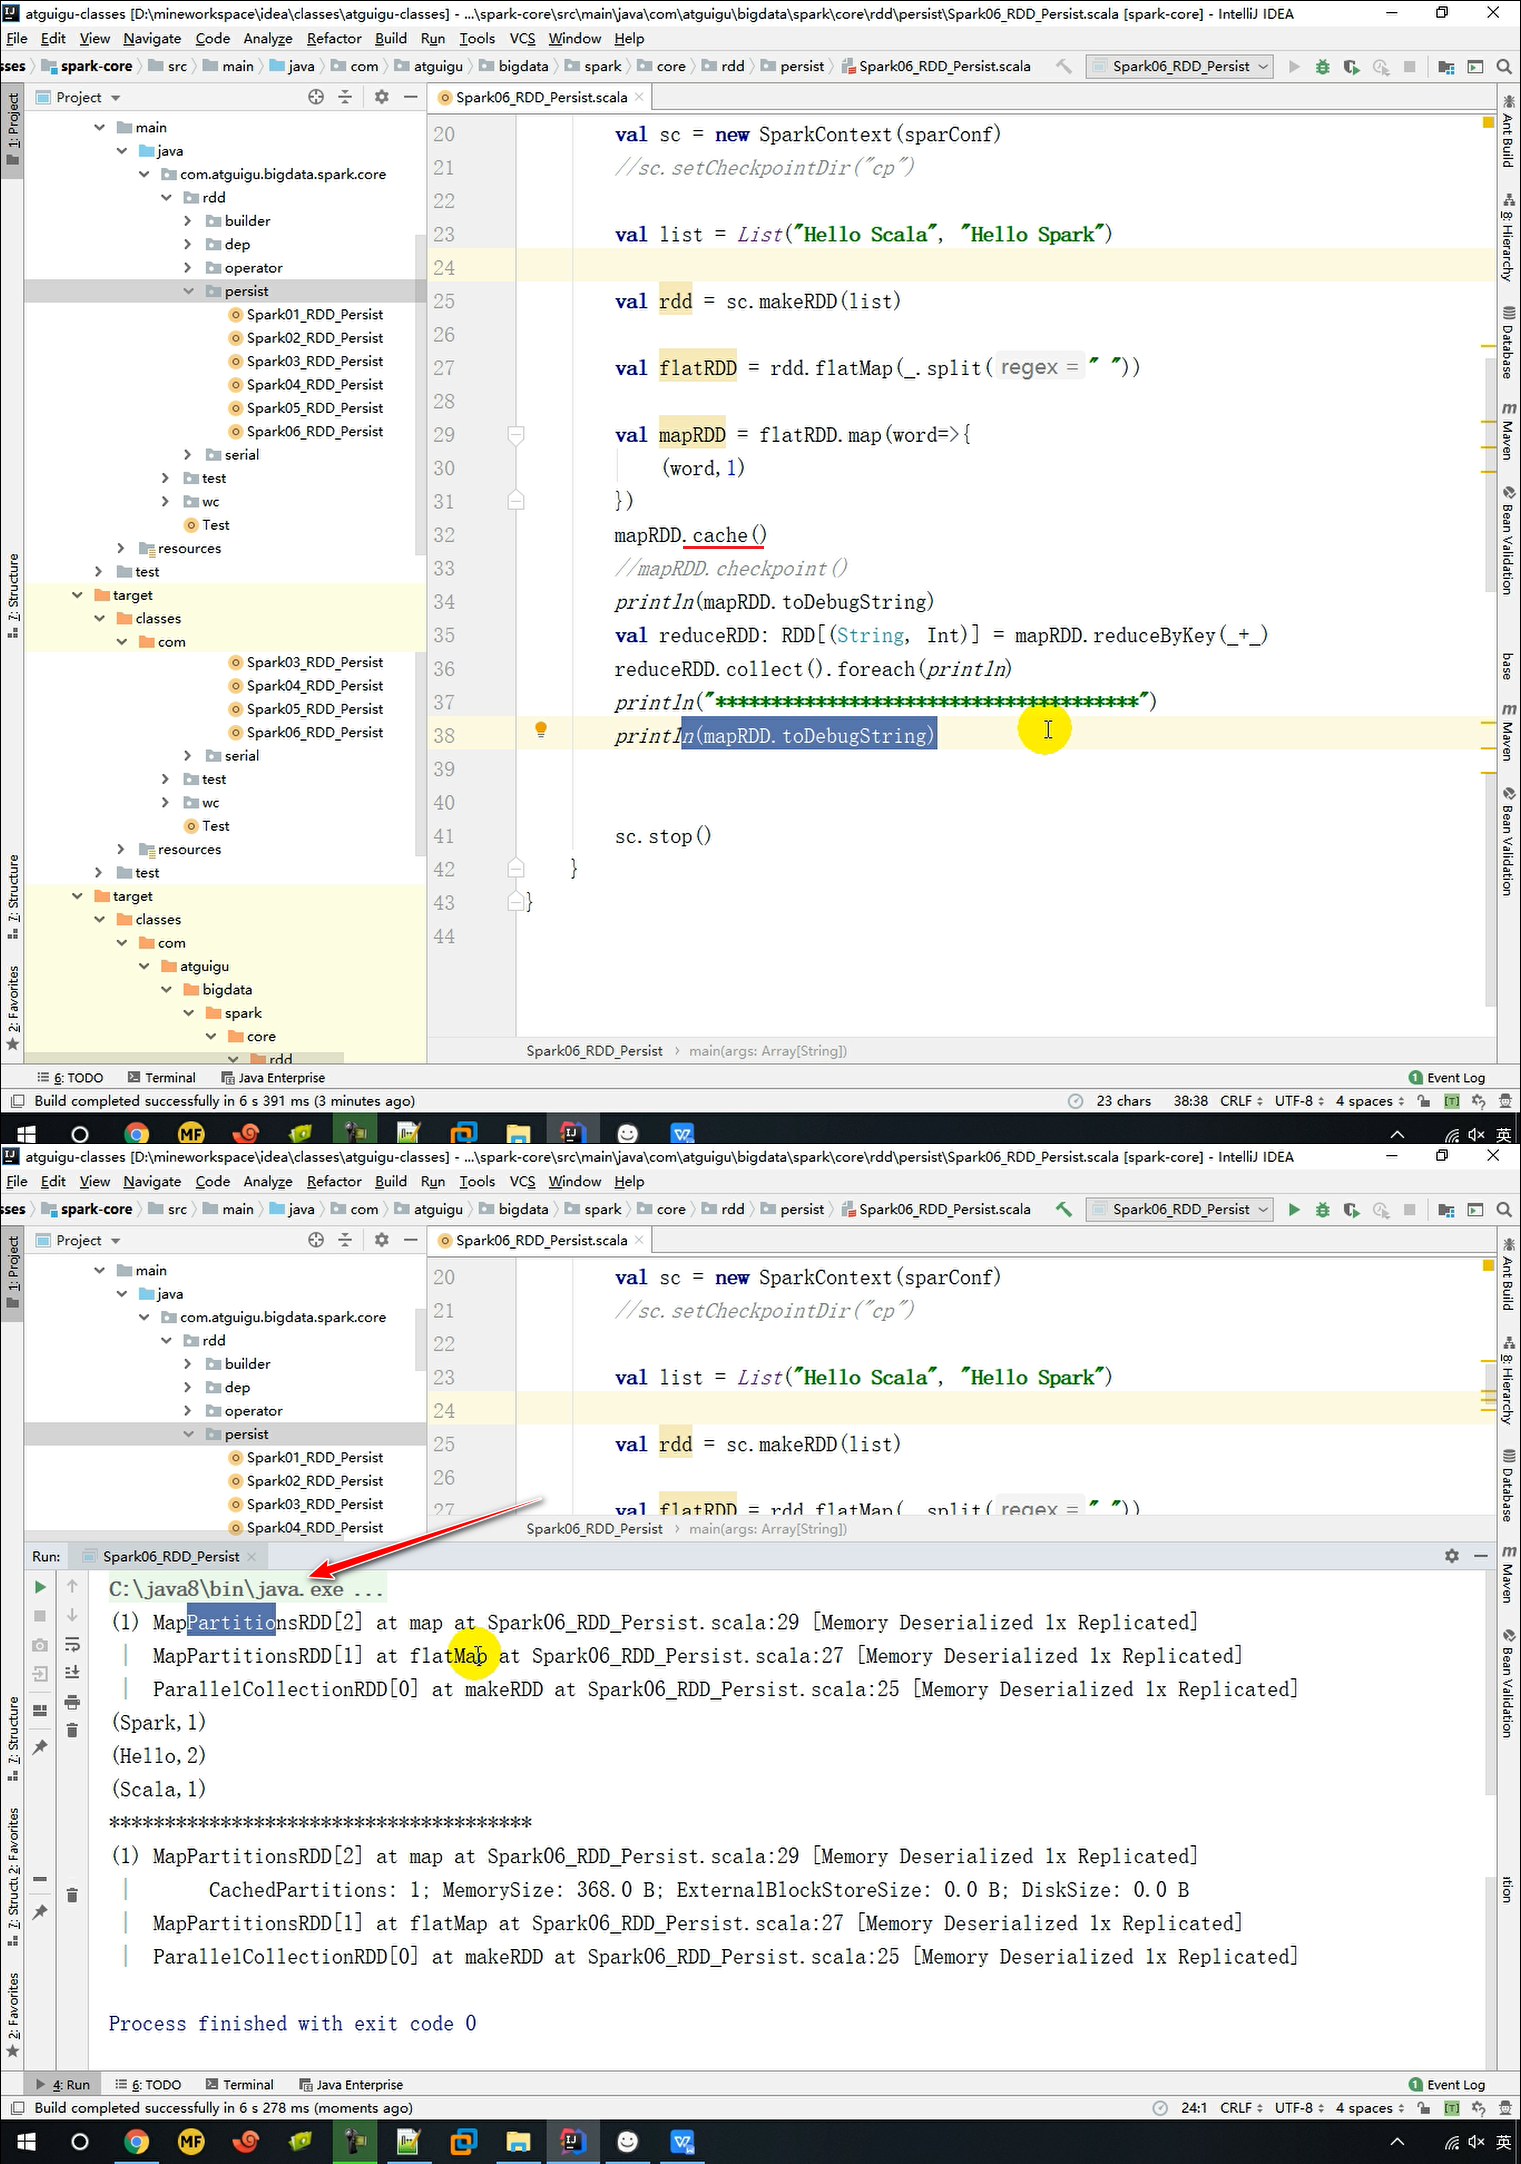 atguigu-classes [D:\mineworkspace\idea\classes\atguigu-classes] - ...\spark-core\src\main\java\com\atguigu\bigdata\spark\core\rdd\persist\Spark06_RDD_Persist.scala [spark-core] - IntelliJ IDEA
File Edit View Navigate Code Analyze Refactor Build Run Tools VCS Window Help
sses spark-core src main java com atguigu bigdata spark core rdd persist Spark06_RDD_Persist.scala Spark06_RDD_Persist
Project
Spark06_RDD_Persist.scala
1: Project
7: Structure
7: Structure
2: Favorites
main
java
com.atguigu.bigdata.spark.core
rdd
builder
dep
operator
persist
Spark01_RDD_Persist
Spark02_RDD_Persist
Spark03_RDD_Persist
Spark04_RDD_Persist
Spark05_RDD_Persist
Spark06_RDD_Persist
serial
test
wc
Test
resources
test
target
classes
com
Spark03_RDD_Persist
Spark04_RDD_Persist
Spark05_RDD_Persist
Spark06_RDD_Persist
serial
test
wc
Test
resources
test
target
classes
com
atguigu
bigdata
spark
core
rdd
20 val sc = new SparkContext(sparConf)
21 //sc.setCheckpointDir("cp")
22
23 val list = List("Hello Scala", "Hello Spark")
24
25 val rdd = sc.makeRDD(list)
26
27 val flatRDD = rdd.flatMap(_.split( regex = " "))
28
29 val mapRDD = flatRDD.map(word=>{
30 (word,1)
31 })
32 mapRDD.cache()
33 //mapRDD.checkpoint()
34 println(mapRDD.toDebugString)
35 val reduceRDD: RDD[(String, Int)] = mapRDD.reduceByKey(_+_)
36 reduceRDD.collect().foreach(println)
37 println("**************************************")
38 println(mapRDD.toDebugString)
39
40
41 sc.stop()
42 }
43 }
44
Spark06_RDD_Persist main(args: Array[String])
Ant Build
8: Hierarchy
Database
Maven
Bean Validation
base
Maven
Bean Validation
6: TODO Terminal Java Enterprise 1 Event Log
Build completed successfully in 6 s 391 ms (3 minutes ago) 23 chars 38:38 CRLF UTF-8 4 spaces
MF 英
atguigu-classes [D:\mineworkspace\idea\classes\atguigu-classes] - ...\spark-core\src\main\java\com\atguigu\bigdata\spark\core\rdd\persist\Spark06_RDD_Persist.scala [spark-core] - IntelliJ IDEA
File Edit View Navigate Code Analyze Refactor Build Run Tools VCS Window Help
sses spark-core src main java com atguigu bigdata spark core rdd persist Spark06_RDD_Persist.scala Spark06_RDD_Persist
Project
Spark06_RDD_Persist.scala
1: Project
main
java
com.atguigu.bigdata.spark.core
rdd
builder
dep
operator
persist
Spark01_RDD_Persist
Spark02_RDD_Persist
Spark03_RDD_Persist
Spark04_RDD_Persist
20 val sc = new SparkContext(sparConf)
21 //sc.setCheckpointDir("cp")
22
23 val list = List("Hello Scala", "Hello Spark")
24
25 val rdd = sc.makeRDD(list)
26
27 val flatRDD = rdd.flatMap(_.split( regex = " "))
Spark06_RDD_Persist main(args: Array[String])
Run: Spark06_RDD_Persist
C:\java8\bin\java.exe ...
(1) MapPartitionsRDD[2] at map at Spark06_RDD_Persist.scala:29 [Memory Deserialized 1x Replicated]
| MapPartitionsRDD[1] at flatMap at Spark06_RDD_Persist.scala:27 [Memory Deserialized 1x Replicated]
| ParallelCollectionRDD[0] at makeRDD at Spark06_RDD_Persist.scala:25 [Memory Deserialized 1x Replicated]
(Spark,1)
(Hello,2)
(Scala,1)
**************************************
(1) MapPartitionsRDD[2] at map at Spark06_RDD_Persist.scala:29 [Memory Deserialized 1x Replicated]
| CachedPartitions: 1; MemorySize: 368.0 B; ExternalBlockStoreSize: 0.0 B; DiskSize: 0.0 B
| MapPartitionsRDD[1] at flatMap at Spark06_RDD_Persist.scala:27 [Memory Deserialized 1x Replicated]
| ParallelCollectionRDD[0] at makeRDD at Spark06_RDD_Persist.scala:25 [Memory Deserialized 1x Replicated]
Process finished with exit code 0
7: Structure
2: Favorites
7: Structu
2: Favorites
Ant Build
8: Hierarchy
Database
Maven
Bean Validation
ition
4: Run 6: TODO Terminal Java Enterprise 1 Event Log
Build completed successfully in 6 s 278 ms (moments ago) 24:1 CRLF UTF-8 4 spaces
MF 英